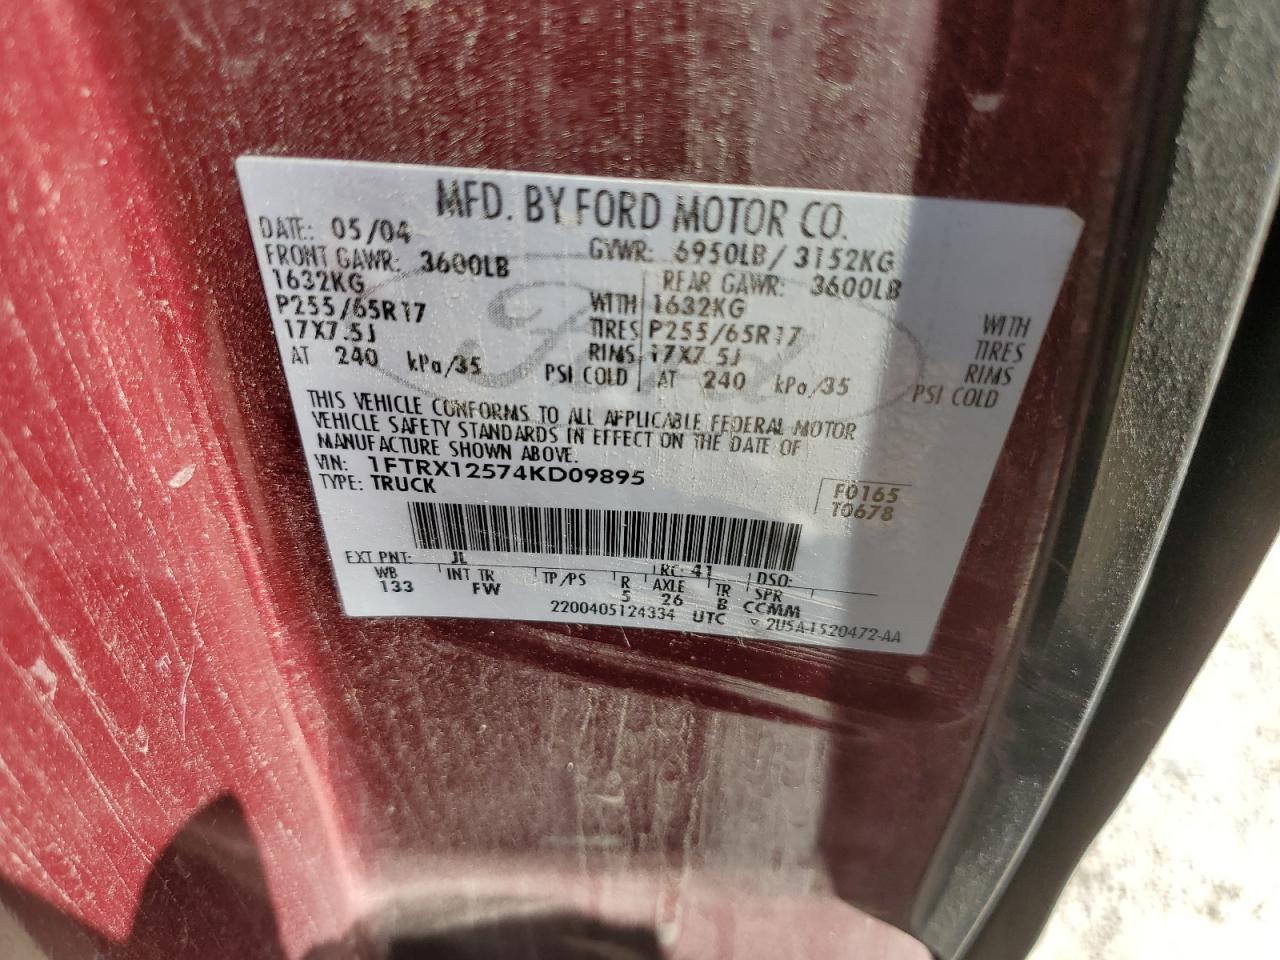 MFD. BY FORD MOTOR CO.
DATE: 05/04 GVWR: 6950LB / 3152KG
FRONT GAWR: 3600LB REAR GAWR: 3600LB
1632KG WITH 1632KG WITH
P255/65R17 TIRES P255/65R17 TIRES
17X7.5J RIMS 17X7.5J RIMS
AT 240 kPa/35 PSI COLD AT 240 kPa/35 PSI COLD
Ford
THIS VEHICLE CONFORMS TO ALL APPLICABLE FEDERAL MOTOR
VEHICLE SAFETY STANDARDS IN EFFECT ON THE DATE OF
MANUFACTURE SHOWN ABOVE.
VIN: 1FTRX12574KD09895 F0165
TYPE: TRUCK T0678
EXT PNT: JL RC: 41 DSO:
WB INT TR TP/PS R AXLE TR SPR
133 FW 5 26 B CCMM
2200405124334 UTC ▽ 2U5A-1520472-AA